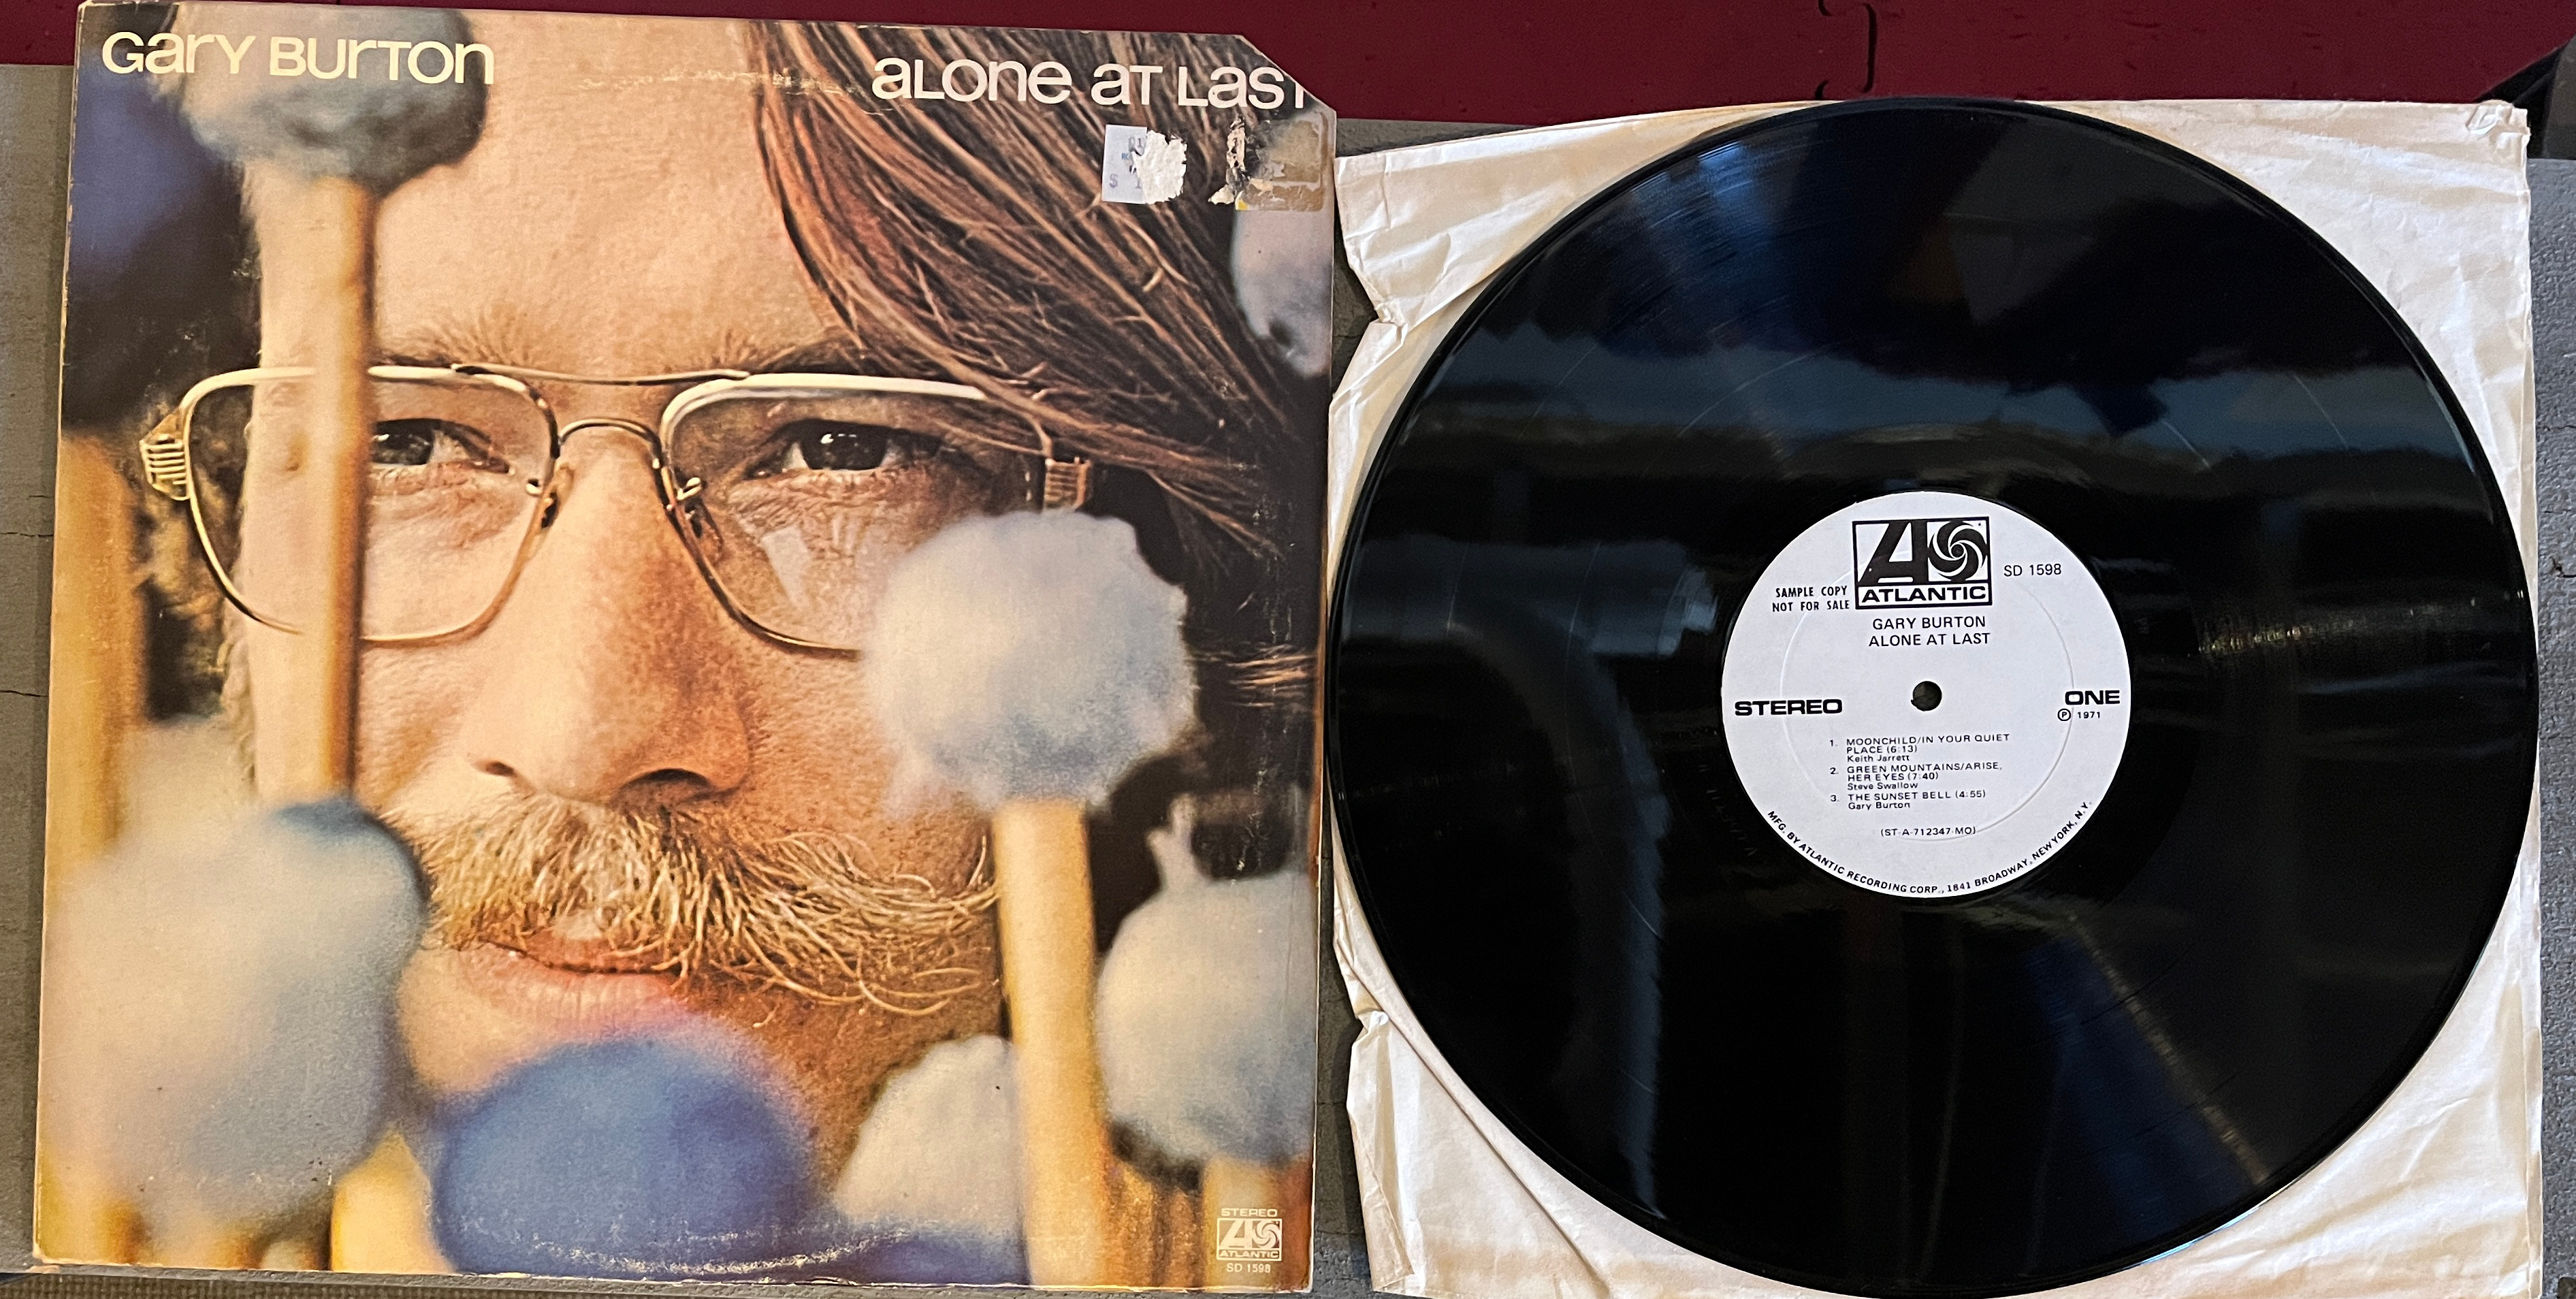 Gary Burton
alone at Last
$ 1
STEREO
ATLANTIC
SD 1598
ATLANTIC
SD 1598
SAMPLE COPY
NOT FOR SALE
GARY BURTON
ALONE AT LAST
STEREO
ONE
Ⓟ 1971
1. MOONCHILD/IN YOUR QUIET
PLACE (6:13)
Keith Jarrett
2. GREEN MOUNTAINS/ARISE,
HER EYES (7:40)
Steve Swallow
3. THE SUNSET BELL (4:55)
Gary Burton
(ST-A-712347-MO)
MFG. BY ATLANTIC RECORDING CORP., 1841 BROADWAY, NEW YORK, N.Y.